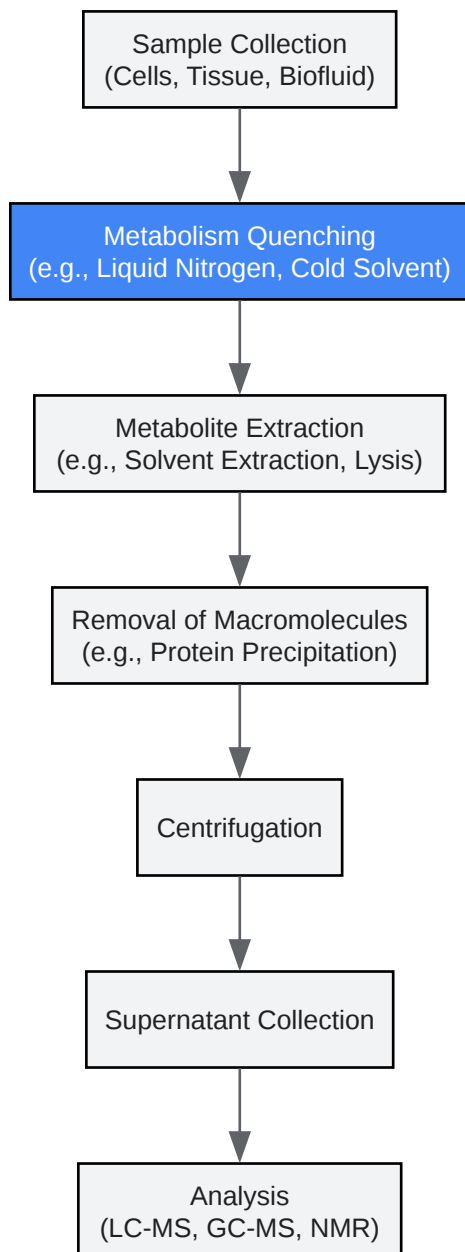 Sample Collection
(Cells, Tissue, Biofluid)
Metabolism Quenching
(e.g., Liquid Nitrogen, Cold Solvent)
Metabolite Extraction
(e.g., Solvent Extraction, Lysis)
Removal of Macromolecules
(e.g., Protein Precipitation)
Centrifugation
Supernatant Collection
Analysis
(LC-MS, GC-MS, NMR)